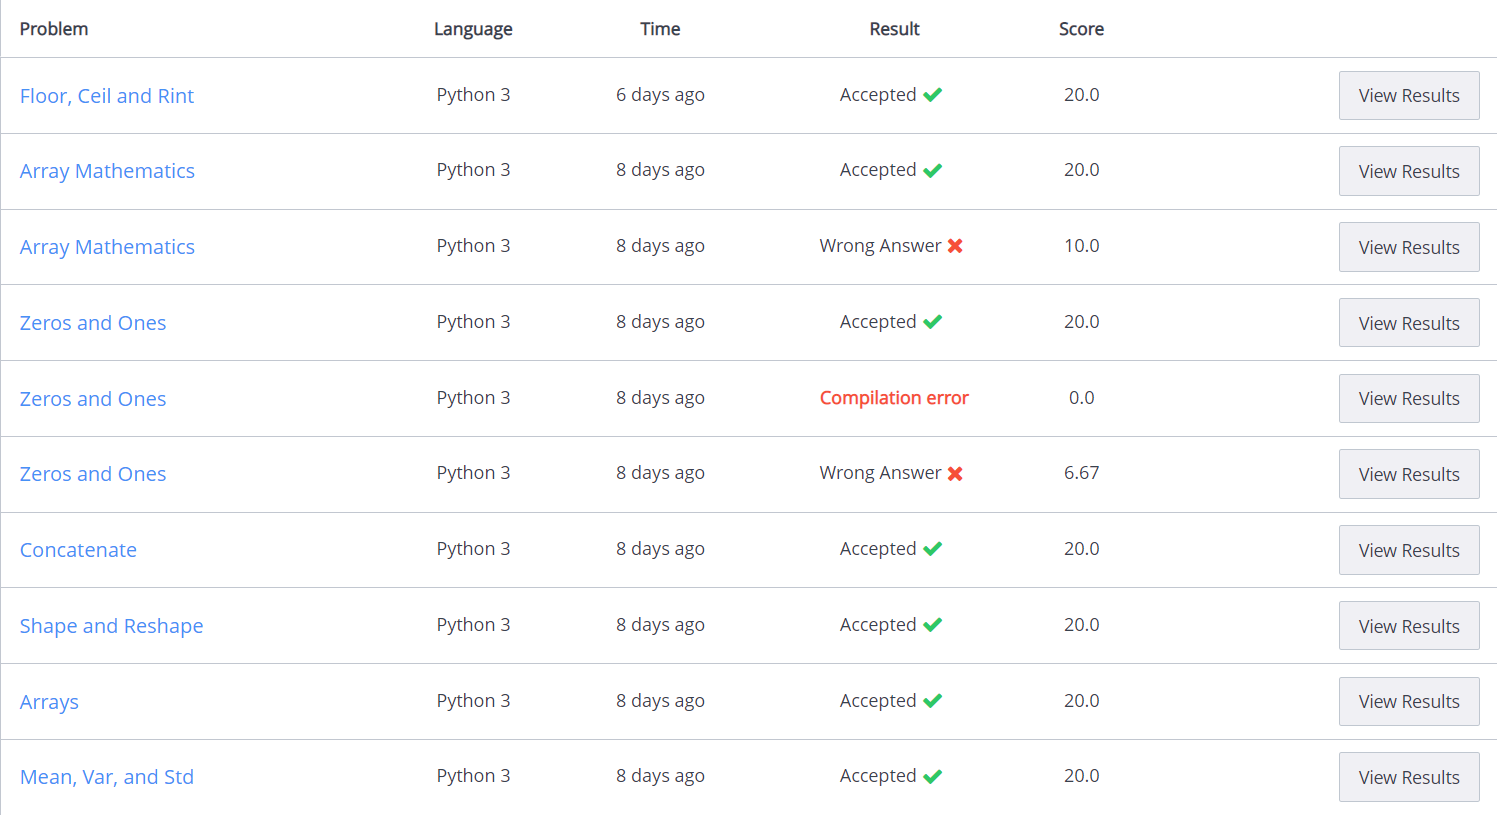 Problem Language Time Result Score
Floor, Ceil and Rint Python 3 6 days ago Accepted 20.0 View Results
Array Mathematics Python 3 8 days ago Accepted 20.0 View Results
Array Mathematics Python 3 8 days ago Wrong Answer 10.0 View Results
Zeros and Ones Python 3 8 days ago Accepted 20.0 View Results
Zeros and Ones Python 3 8 days ago Compilation error 0.0 View Results
Zeros and Ones Python 3 8 days ago Wrong Answer 6.67 View Results
Concatenate Python 3 8 days ago Accepted 20.0 View Results
Shape and Reshape Python 3 8 days ago Accepted 20.0 View Results
Arrays Python 3 8 days ago Accepted 20.0 View Results
Mean, Var, and Std Python 3 8 days ago Accepted 20.0 View Results